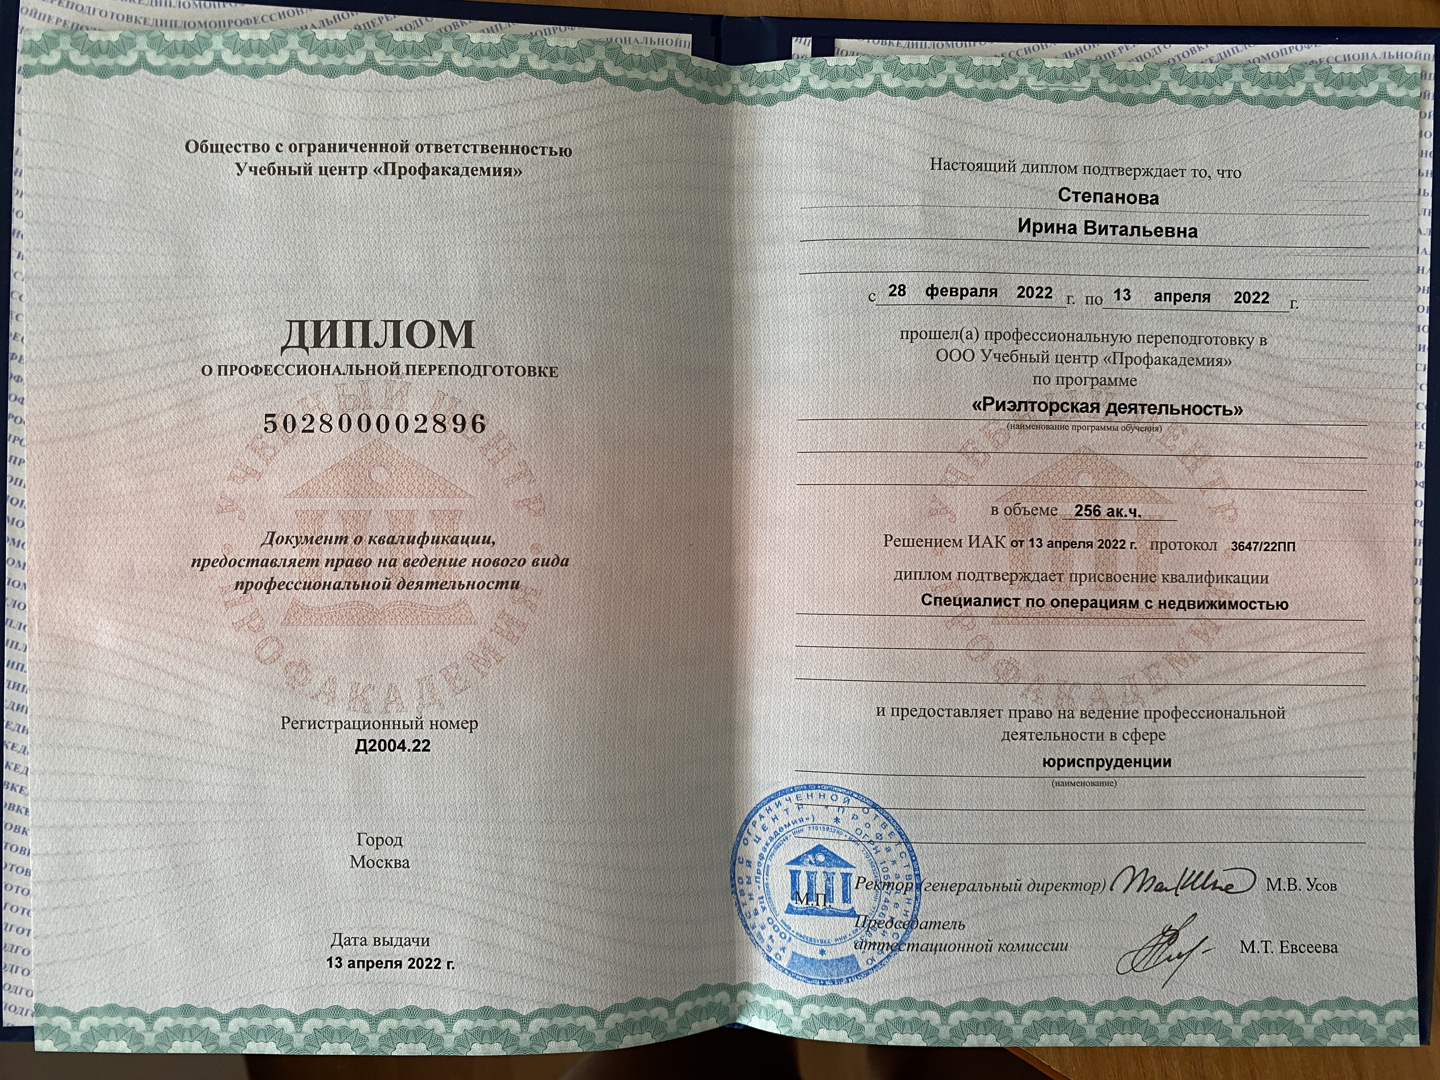 Общество с ограниченной ответственностью
Учебный центр «Профакадемия»
ДИПЛОМ
О ПРОФЕССИОНАЛЬНОЙ ПЕРЕПОДГОТОВКЕ
502800002896
УЧЕБНЫЙ ЦЕНТР
ПРОФАКАДЕМИЯ
Документ о квалификации,
предоставляет право на ведение нового вида
профессиональной деятельности
Регистрационный номер
Д2004.22
Город
Москва
Дата выдачи
13 апреля 2022 г.
Настоящий диплом подтверждает то, что
Степанова
Ирина Витальевна
с 28 февраля 2022 г. по 13 апреля 2022 г.
прошел(а) профессиональную переподготовку в
ООО Учебный центр «Профакадемия»
по программе
«Риэлторская деятельность»
(наименование программы обучения)
в объеме 256 ак.ч.
Решением ИАК от 13 апреля 2022 г. протокол 3647/22ПП
диплом подтверждает присвоение квалификации
Специалист по операциям с недвижимостью
и предоставляет право на ведение профессиональной
деятельности в сфере
юриспруденции
(наименование)
Ректор (генеральный директор) М.В. Усов
М.П.
Председатель
аттестационной комиссии М.Т. Евсеева